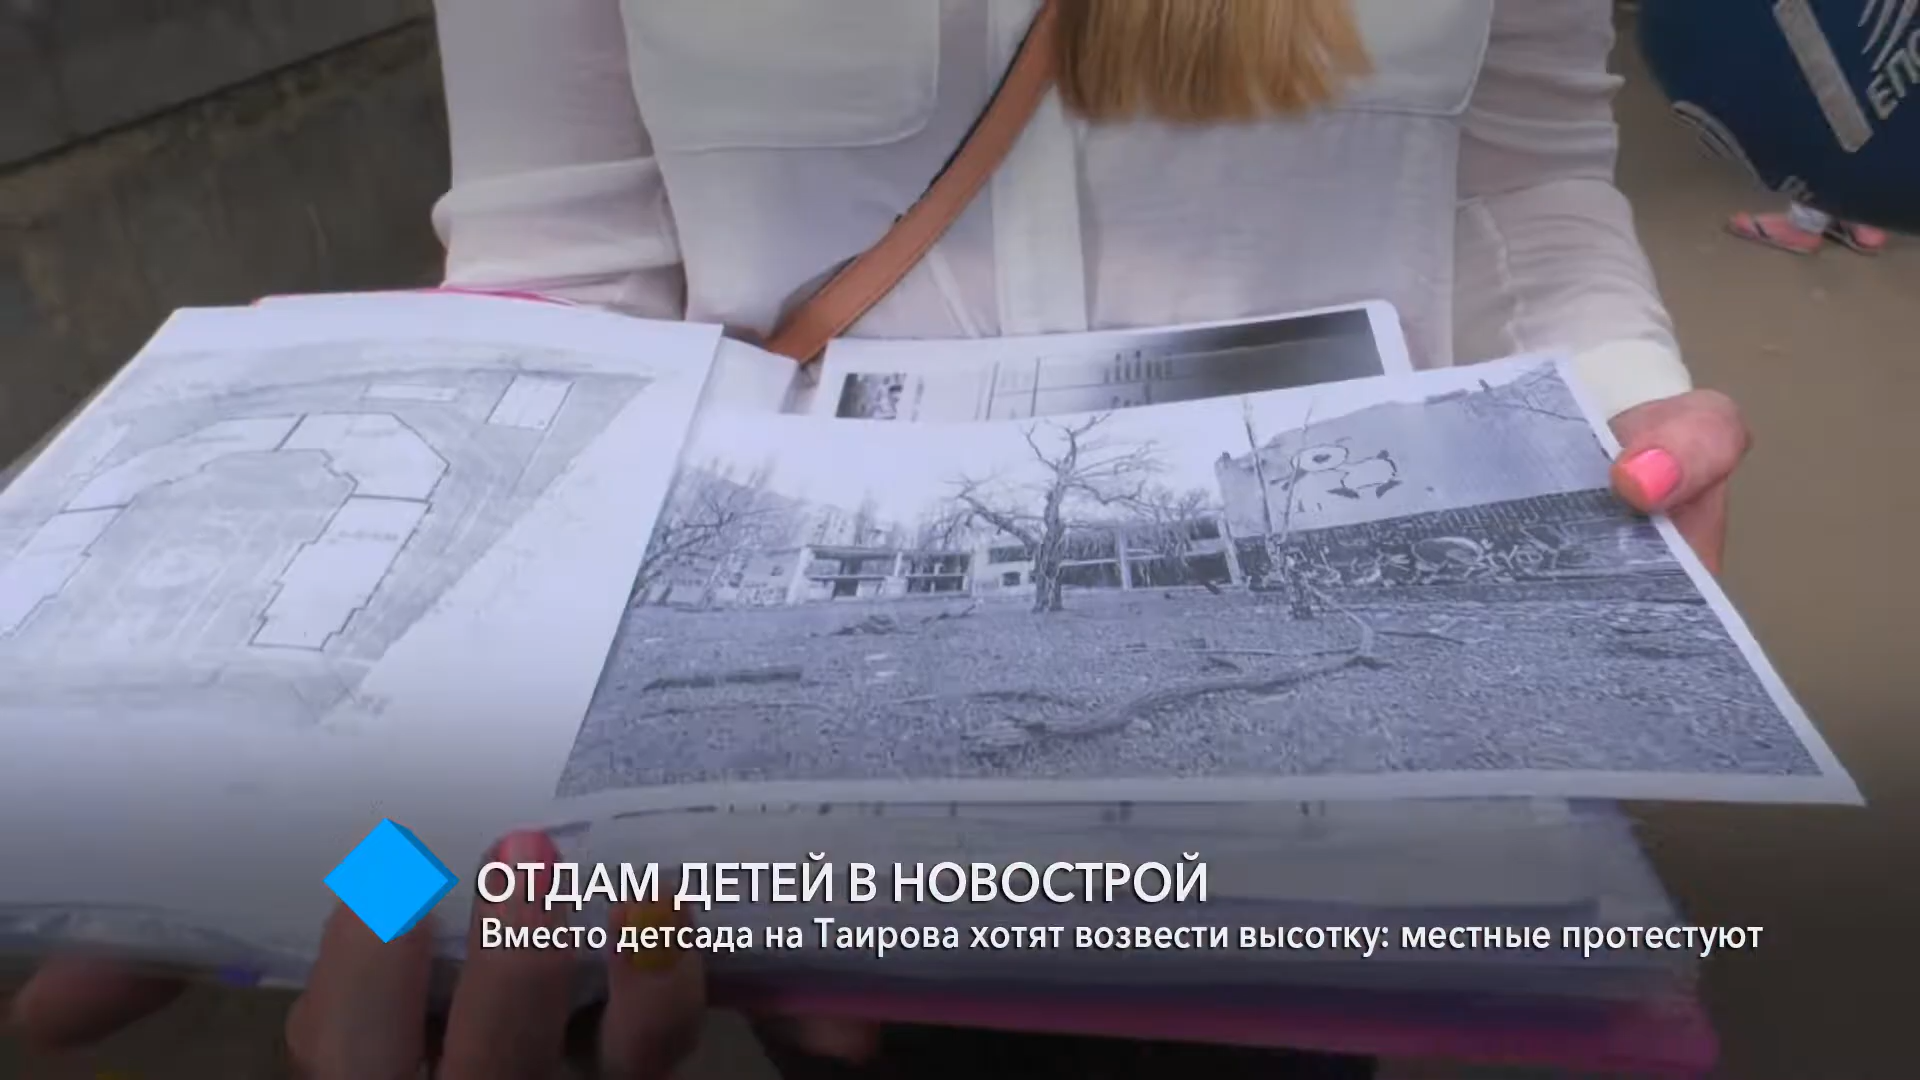 ОТДАМ ДЕТЕЙ В НОВОСТРОЙ
Вместо детсада на Таирова хотят возвести высотку: местные протестуют